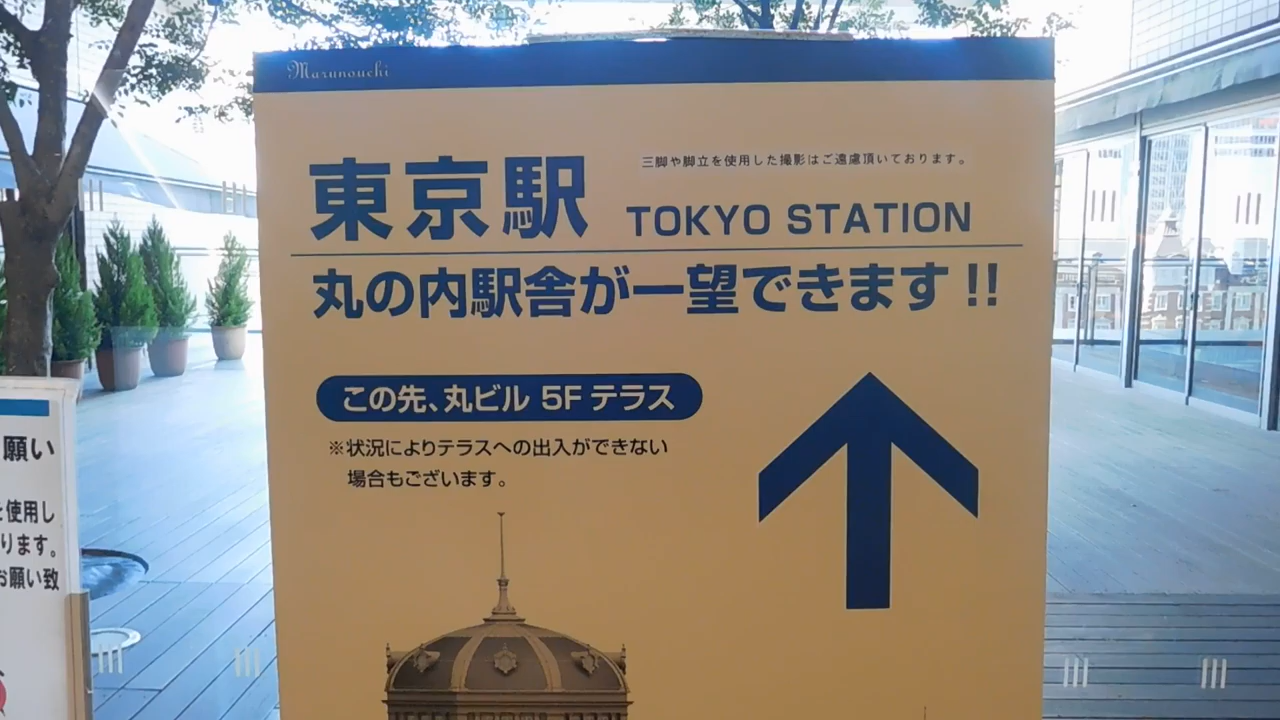 Marunouchi
三脚や脚立を使用した撮影はご遠慮頂いております。
東京駅 TOKYO STATION
丸の内駅舎が一望できます!!
この先、丸ビル 5F テラス
※状況によりテラスへの出入ができない
場合もございます。
願い
使用し
ります。
お願い致